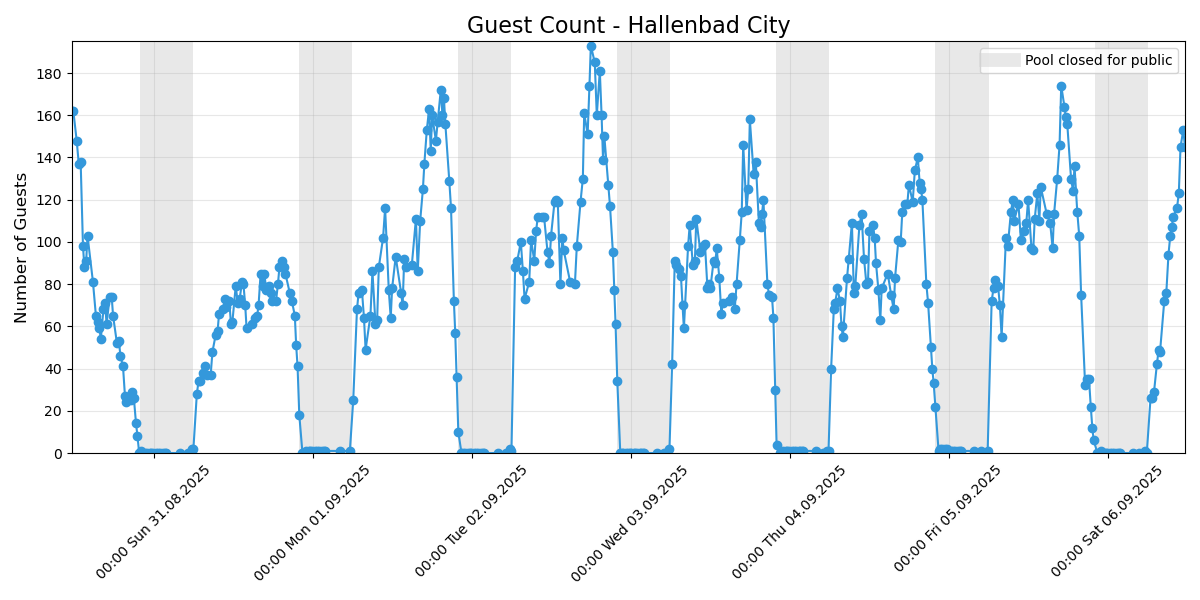 Guest Count - Hallenbad City
Pool closed for public
Number of Guests
180
160
140
120
100
80
60
40
20
0
00:00 Sun 31.08.2025
00:00 Mon 01.09.2025
00:00 Tue 02.09.2025
00:00 Wed 03.09.2025
00:00 Thu 04.09.2025
00:00 Fri 05.09.2025
00:00 Sat 06.09.2025